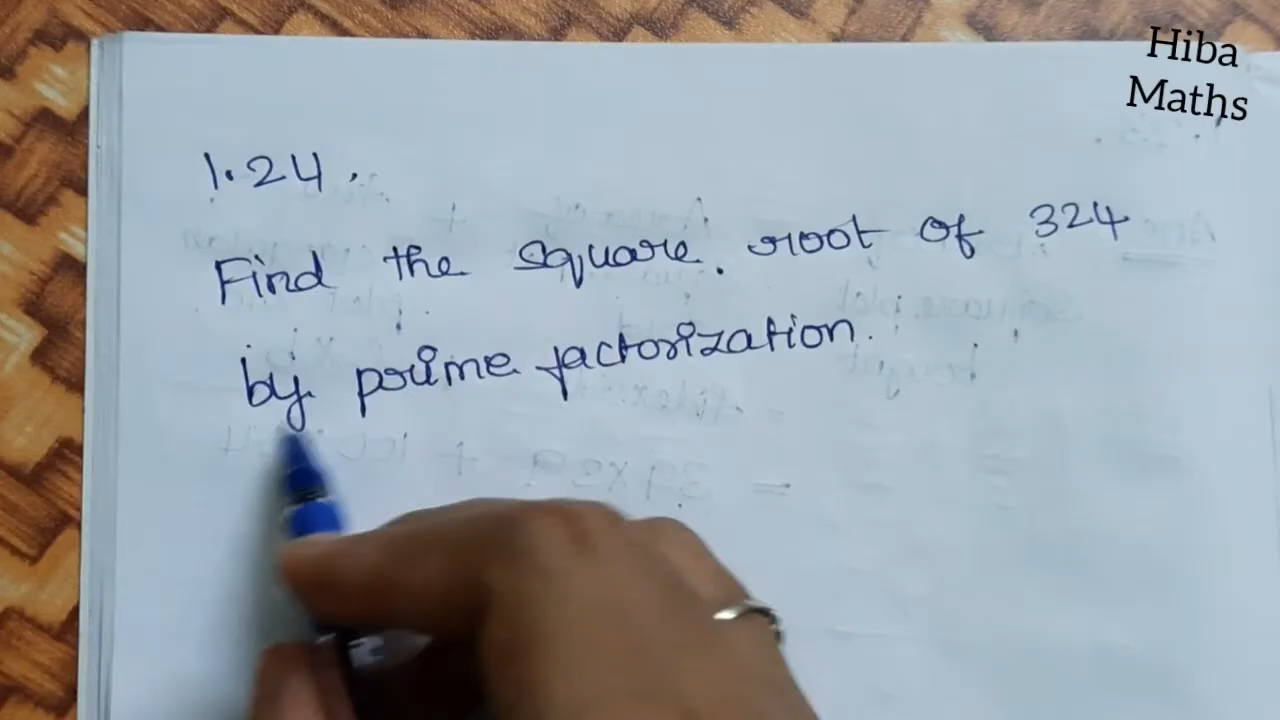 Hiba
Maths
1.24.
Find the square root of 324
by prime factorization.